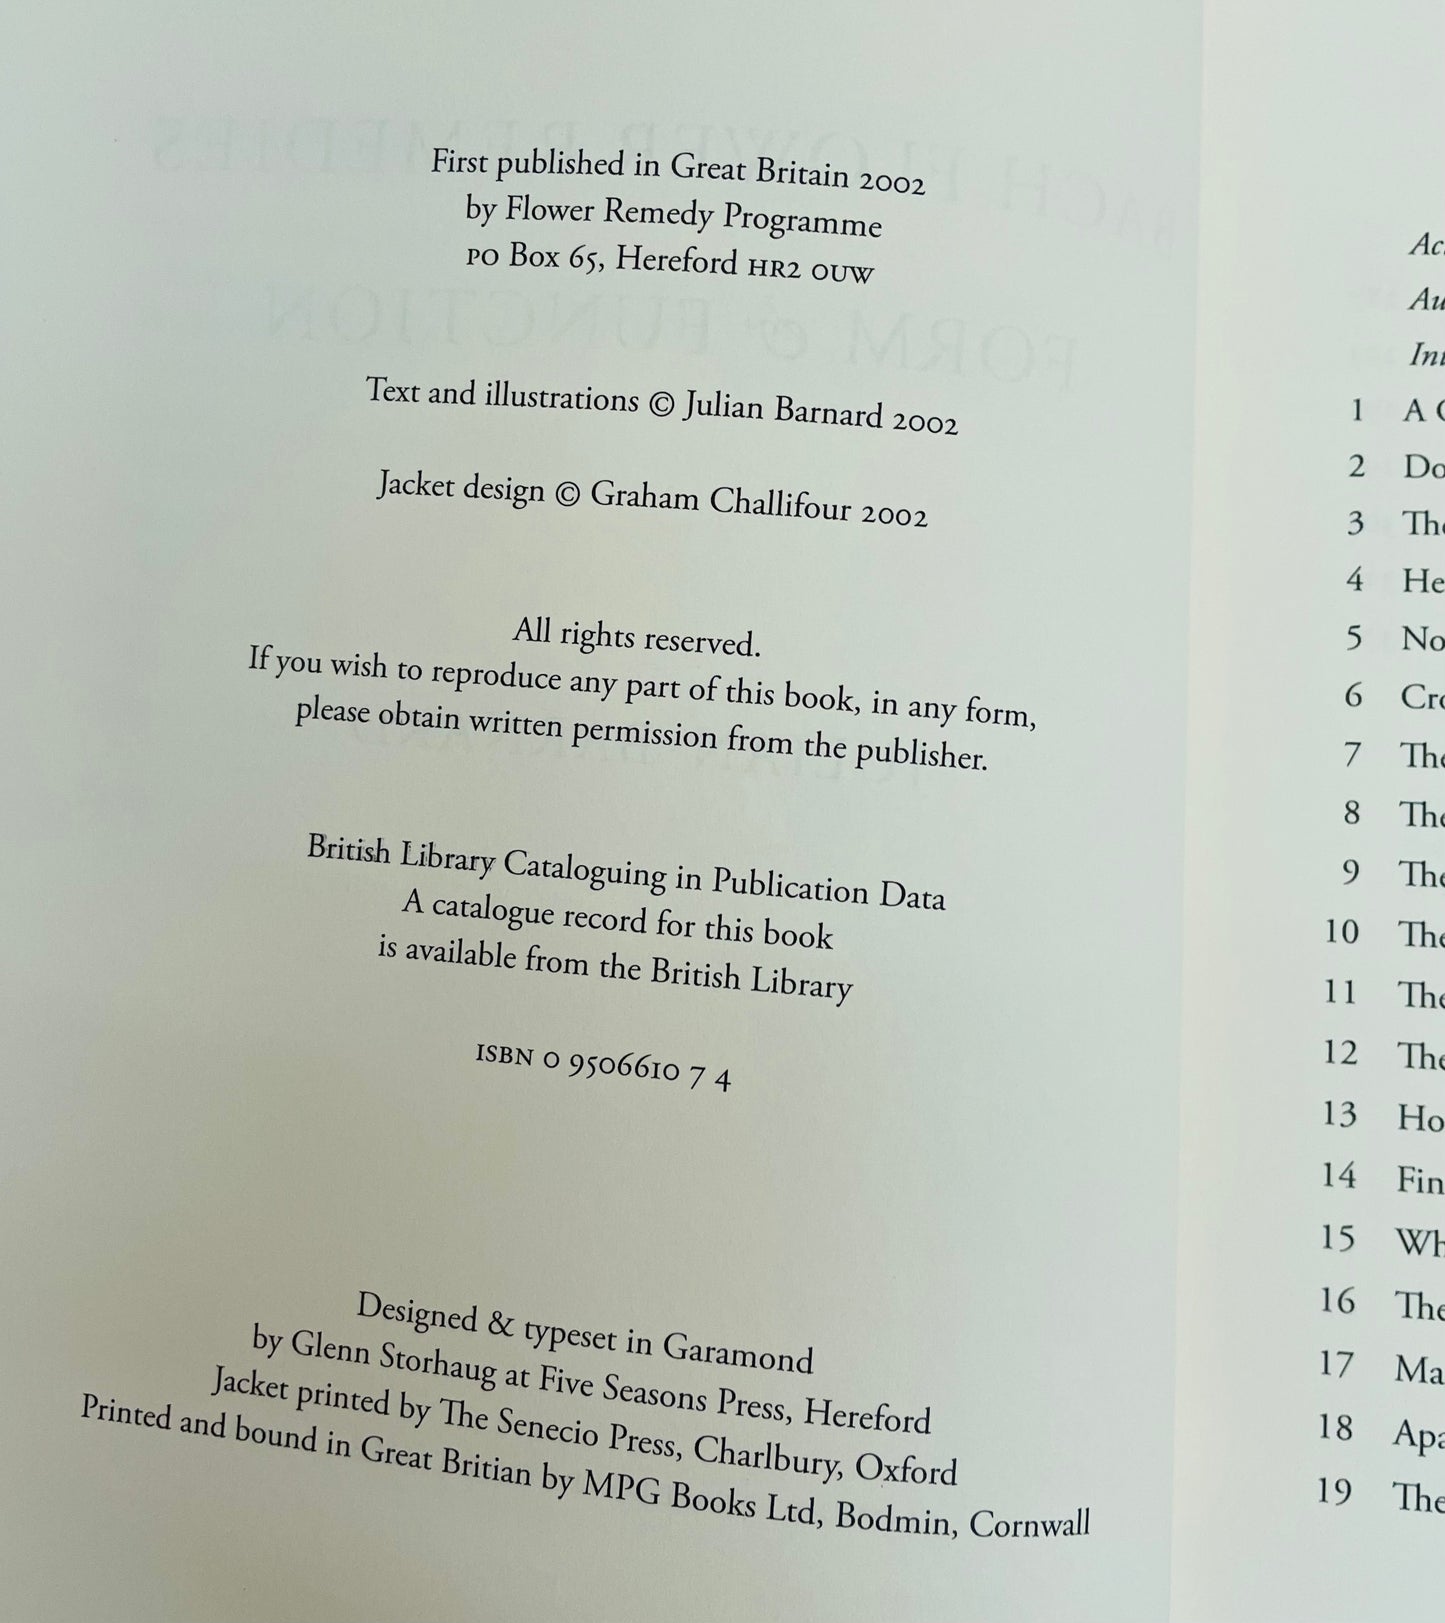 First published in Great Britain 2002
by Flower Remedy Programme
PO Box 65, Hereford HR2 0UW
Text and illustrations © Julian Barnard 2002
Jacket design © Graham Challifour 2002
All rights reserved.
If you wish to reproduce any part of this book, in any form,
please obtain written permission from the publisher.
British Library Cataloguing in Publication Data
A catalogue record for this book
is available from the British Library
ISBN 0 9506610 7 4
Designed & typeset in Garamond
by Glenn Storhaug at Five Seasons Press, Hereford
Jacket printed by The Senecio Press, Charlbury, Oxford
Printed and bound in Great Britian by MPG Books Ltd, Bodmin, Cornwall
1 A
2
3
4
5
6
7
8
9
10
11
12
13
14
15
16
17
18
19